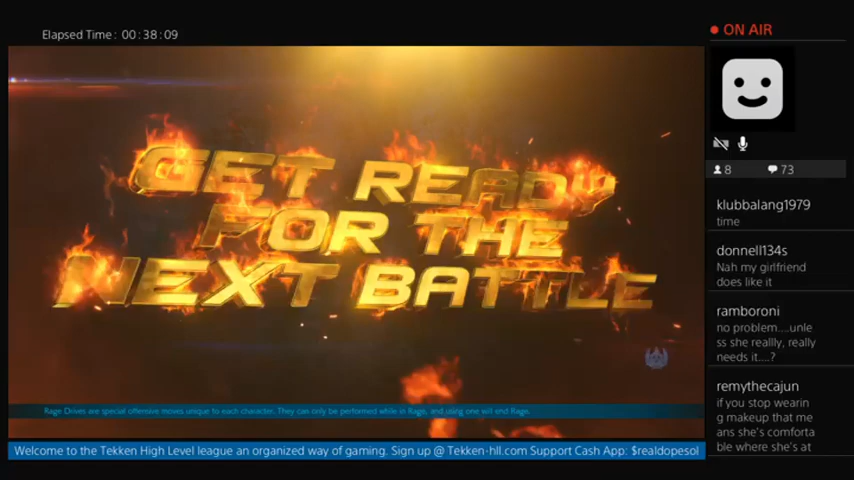 Elapsed Time: 00:38:09
ON AIR
GET READY
FOR THE
NEXT BATTLE
8
73
klubbalang1979
time
donnell134s
Nah my girlfriend
does like it
ramboroni
no problem....unle
ss she reallly, really
needs it....?
remythecajun
if you stop wearin
g makeup that me
ans she's comforta
ble where she's at
Rage Drives are special offensive moves unique to each character. They can only be performed while in Rage, and using one will end Rage.
Welcome to the Tekken High Level league an organized way of gaming. Sign up @ Tekken-hll.com Support Cash App: $realdopesol